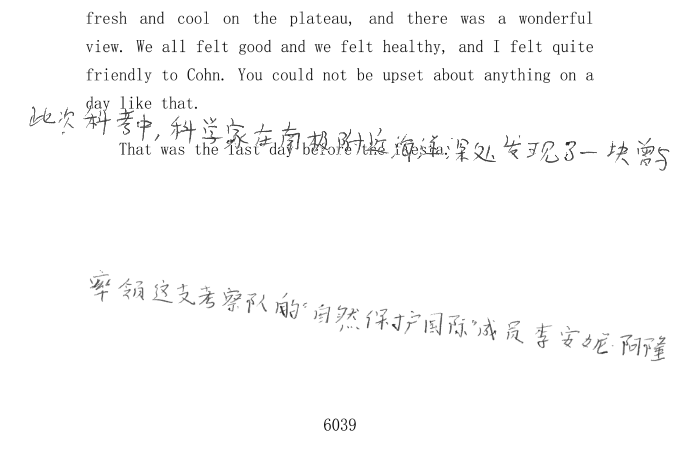 fresh and cool on the plateau, and there was a wonderful
view. We all felt good and we felt healthy, and I felt quite
friendly to Cohn. You could not be upset about anything on a
day like that.
此次科考中,科学家在南极附近海洋深处发现了一块曾与
That was the last day before the fiesta.
率领这支考察队的“自然保护国际”成员李安妮·阿隆
6039